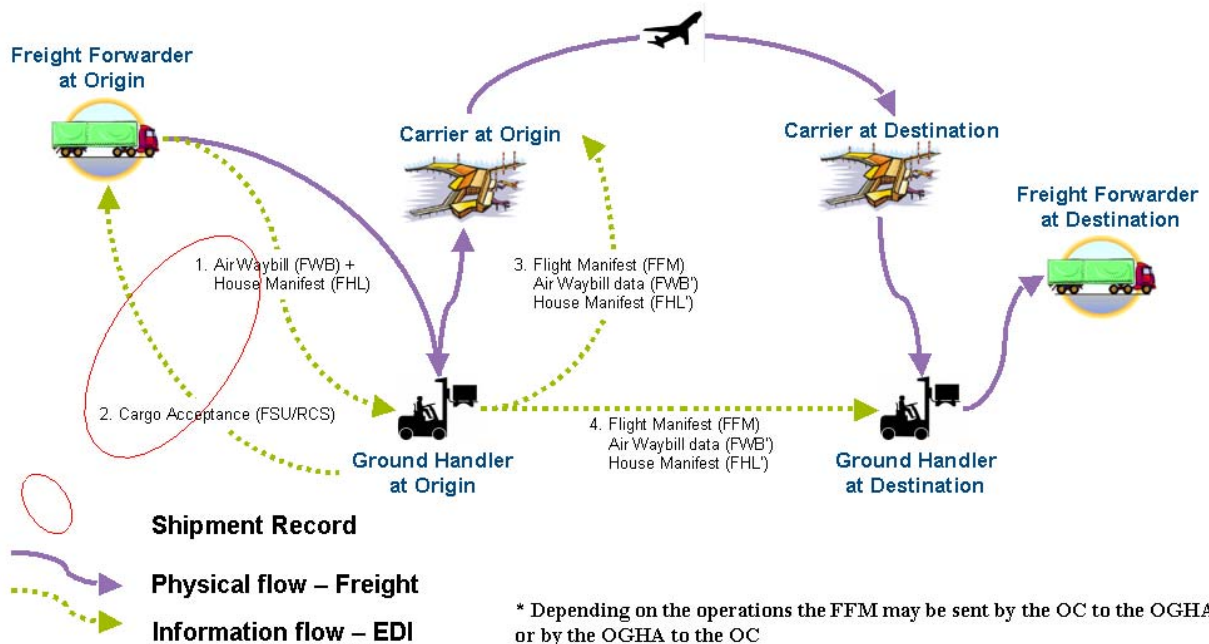 Freight Forwarder
at Origin
Carrier at Origin
Carrier at Destination
Freight Forwarder
at Destination
1. Air Waybill (FWB) +
House Manifest (FHL)
3. Flight Manifest (FFM)
Air Waybill data (FWB')
House Manifest (FHL')
2. Cargo Acceptance (FSU/RCS)
4. Flight Manifest (FFM)
Air Waybill data (FWB')
House Manifest (FHL')
Ground Handler
at Origin
Ground Handler
at Destination
Shipment Record
Physical flow – Freight
Information flow – EDI
* Depending on the operations the FFM may be sent by the OC to the OGHA
or by the OGHA to the OC